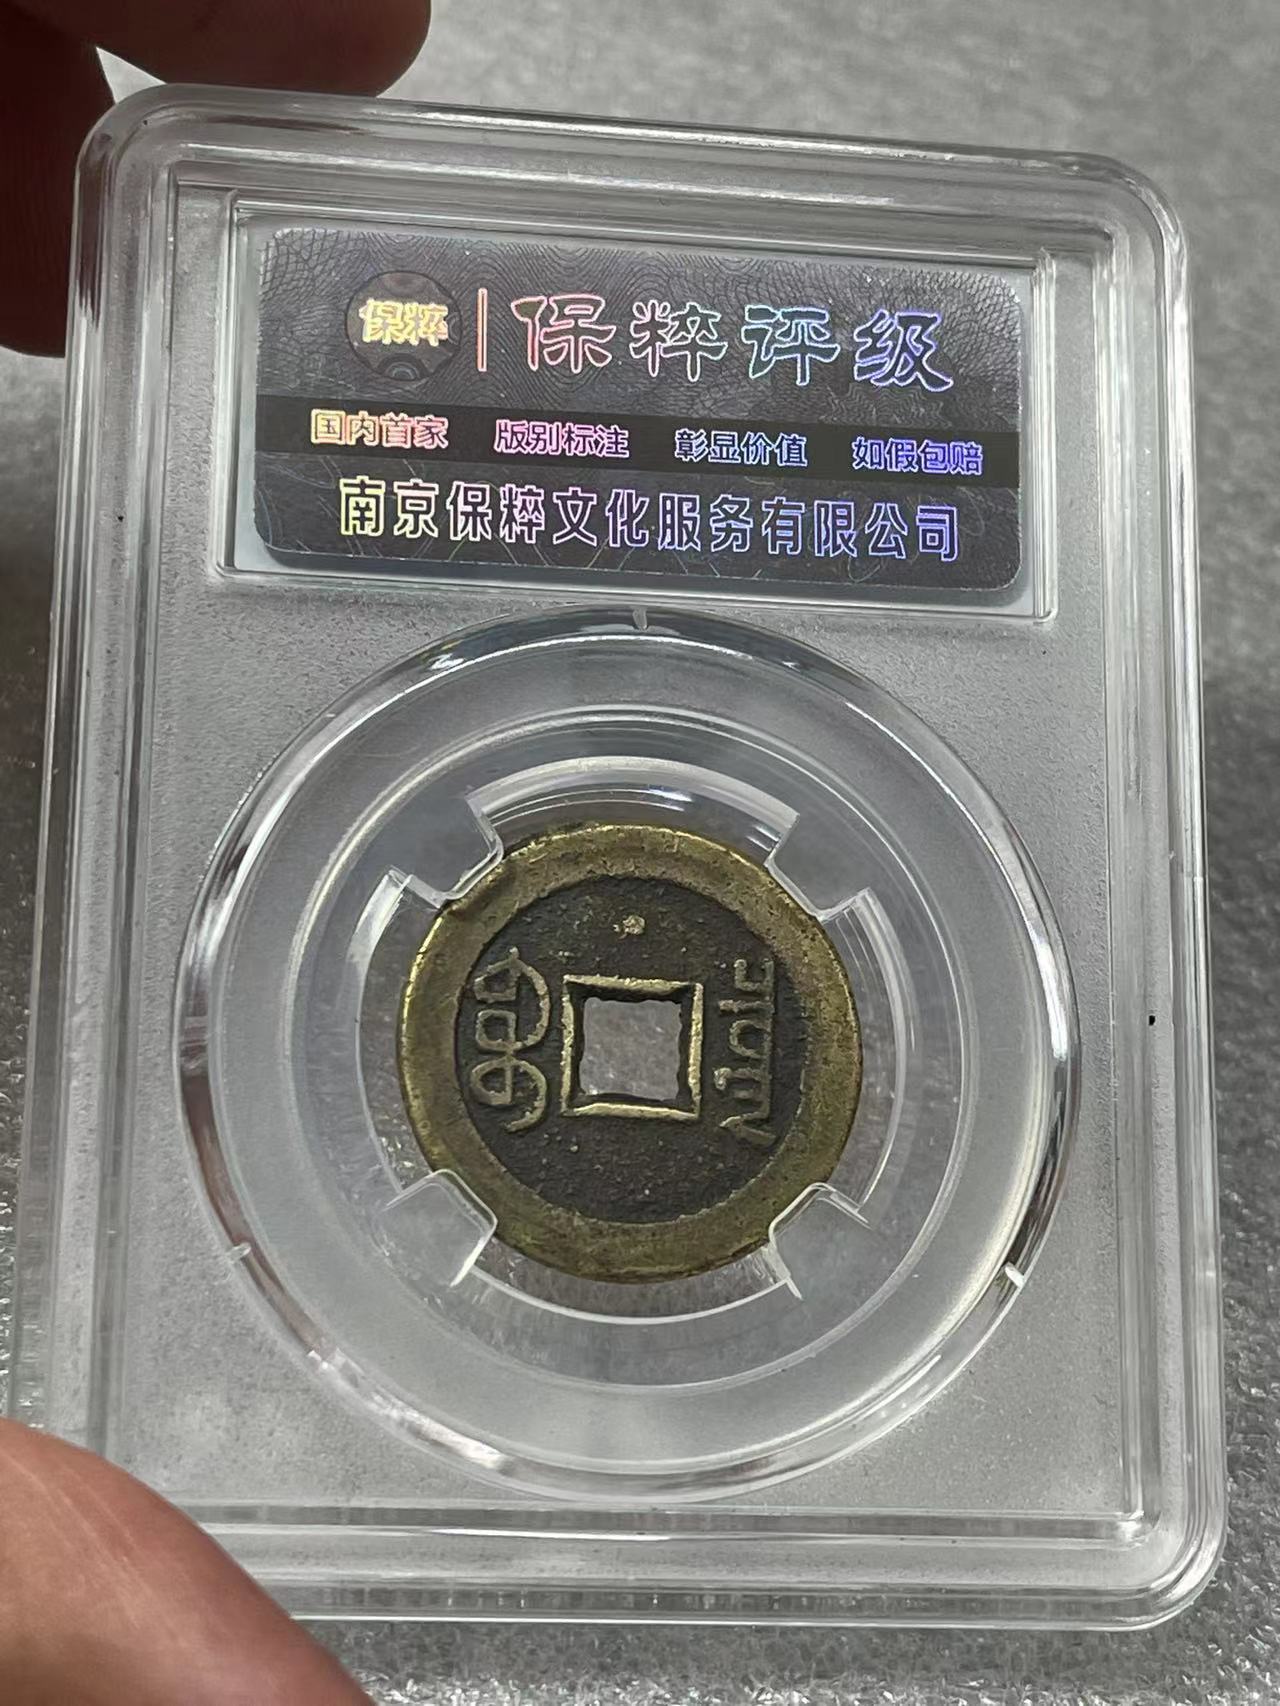 保粹 | 保粹评级
国内首家 版别标注 彰显价值 如假包赔
南京保粹文化服务有限公司